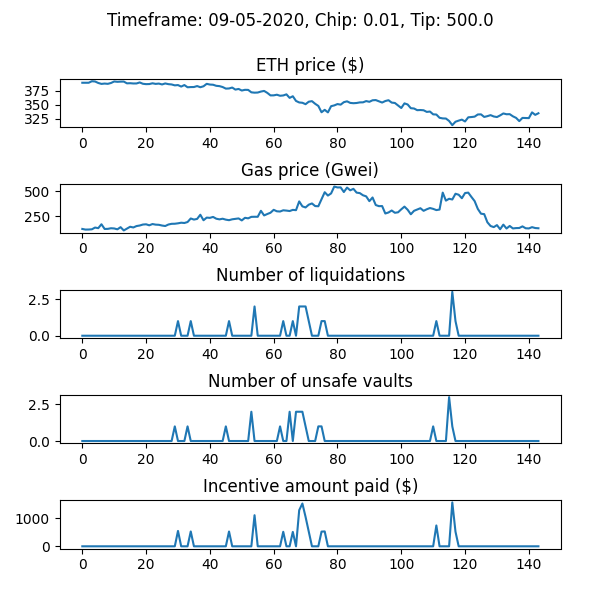 Timeframe: 09-05-2020, Chip: 0.01, Tip: 500.0
ETH price ($)
375
350
325
0 20 40 60 80 100 120 140
Gas price (Gwei)
500
250
0 20 40 60 80 100 120 140
Number of liquidations
2.5
0.0
0 20 40 60 80 100 120 140
Number of unsafe vaults
2.5
0.0
0 20 40 60 80 100 120 140
Incentive amount paid ($)
1000
0
0 20 40 60 80 100 120 140